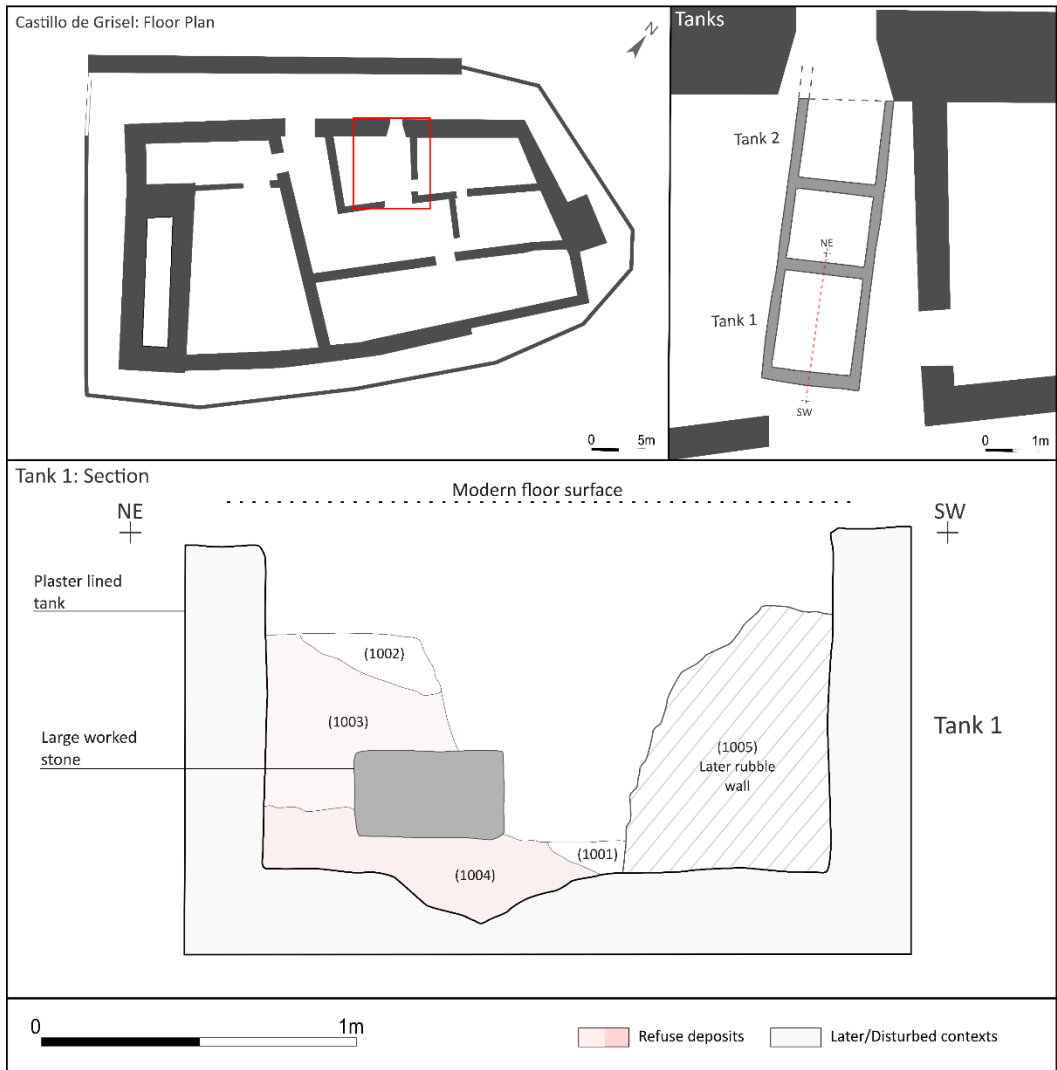 Castillo de Grisel: Floor Plan
N
0 5m
Tanks
Tank 2
NE
Tank 1
SW
0 1m
Tank 1: Section
Modern floor surface
NE
SW
Plaster lined
tank
(1002)
(1003)
Large worked
stone
(1005)
Later rubble
wall
Tank 1
(1001)
(1004)
0 1m
Refuse deposits
Later/Disturbed contexts